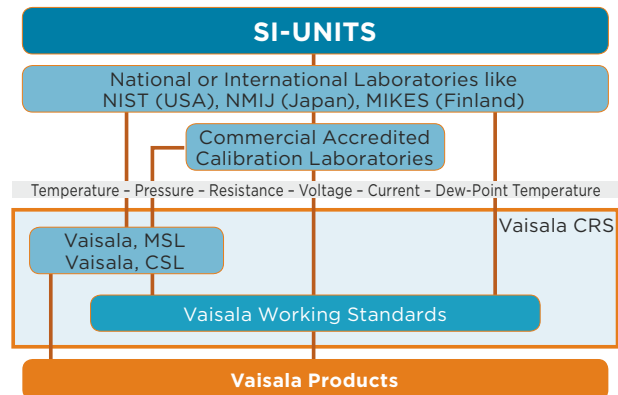 SI-UNITS
National or International Laboratories like
NIST (USA), NMIJ (Japan), MIKES (Finland)
Commercial Accredited
Calibration Laboratories
Temperature – Pressure – Resistance – Voltage – Current – Dew-Point Temperature
Vaisala CRS
Vaisala, MSL
Vaisala, CSL
Vaisala Working Standards
Vaisala Products